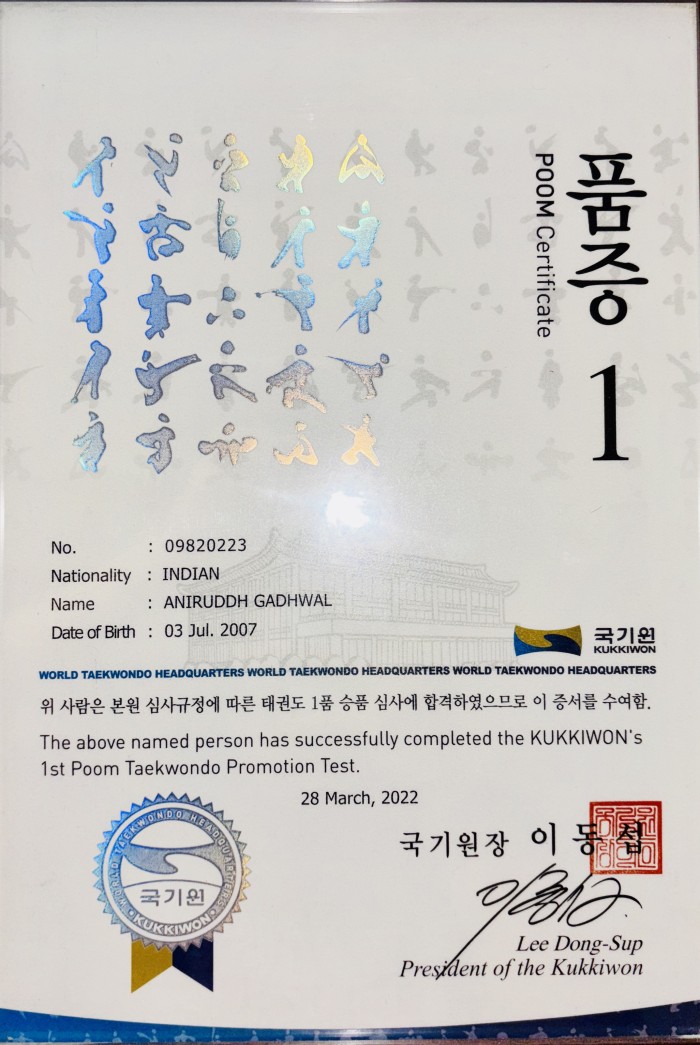 품증
POOM Certificate
1
No. : 09820223
Nationality : INDIAN
Name : ANIRUDDH GADHWAL
Date of Birth : 03 Jul. 2007
국기원
KUKKIWON
WORLD TAEKWONDO HEADQUARTERS WORLD TAEKWONDO HEADQUARTERS WORLD TAEKWONDO HEADQUARTERS
위 사람은 본원 심사규정에 따른 태권도 1품 승품 심사에 합격하였으므로 이 증서를 수여함.
The above named person has successfully completed the KUKKIWON's
1st Poom Taekwondo Promotion Test.
28 March, 2022
국기원장 이동섭
Lee Dong-Sup
President of the Kukkiwon
WORLD TAEKWONDO HEADQUARTERS
국기원
KUKKIWON